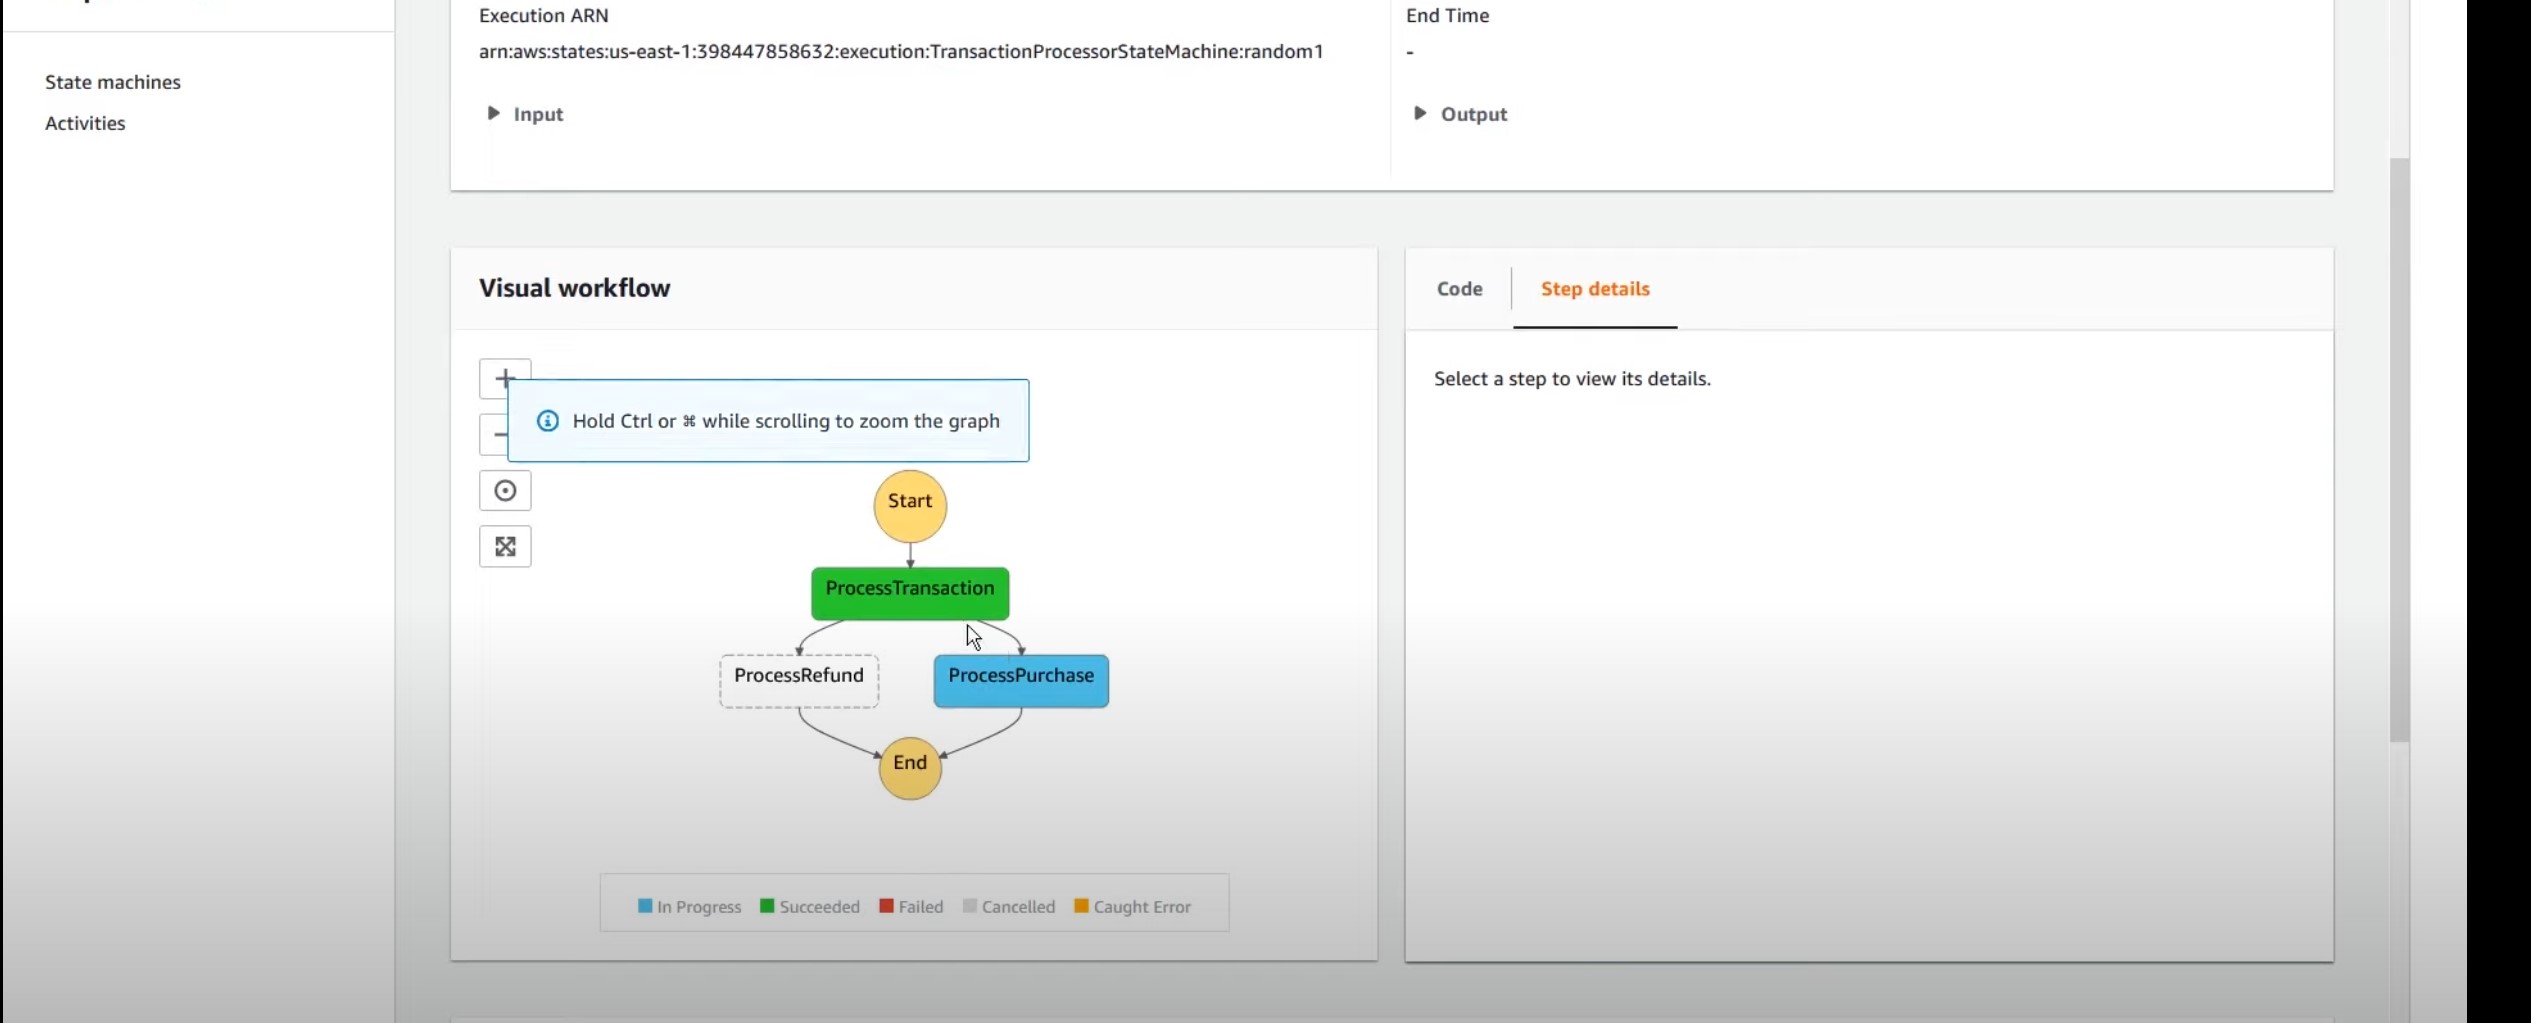 Execution ARN
arn:aws:states:us-east-1:398447858632:execution:TransactionProcessorStateMachine:random1
Input
End Time
-
Output
State machines
Activities
Visual workflow
Hold Ctrl or ⌘ while scrolling to zoom the graph
Start
ProcessTransaction
ProcessRefund
ProcessPurchase
End
In Progress
Succeeded
Failed
Cancelled
Caught Error
Code
Step details
Select a step to view its details.